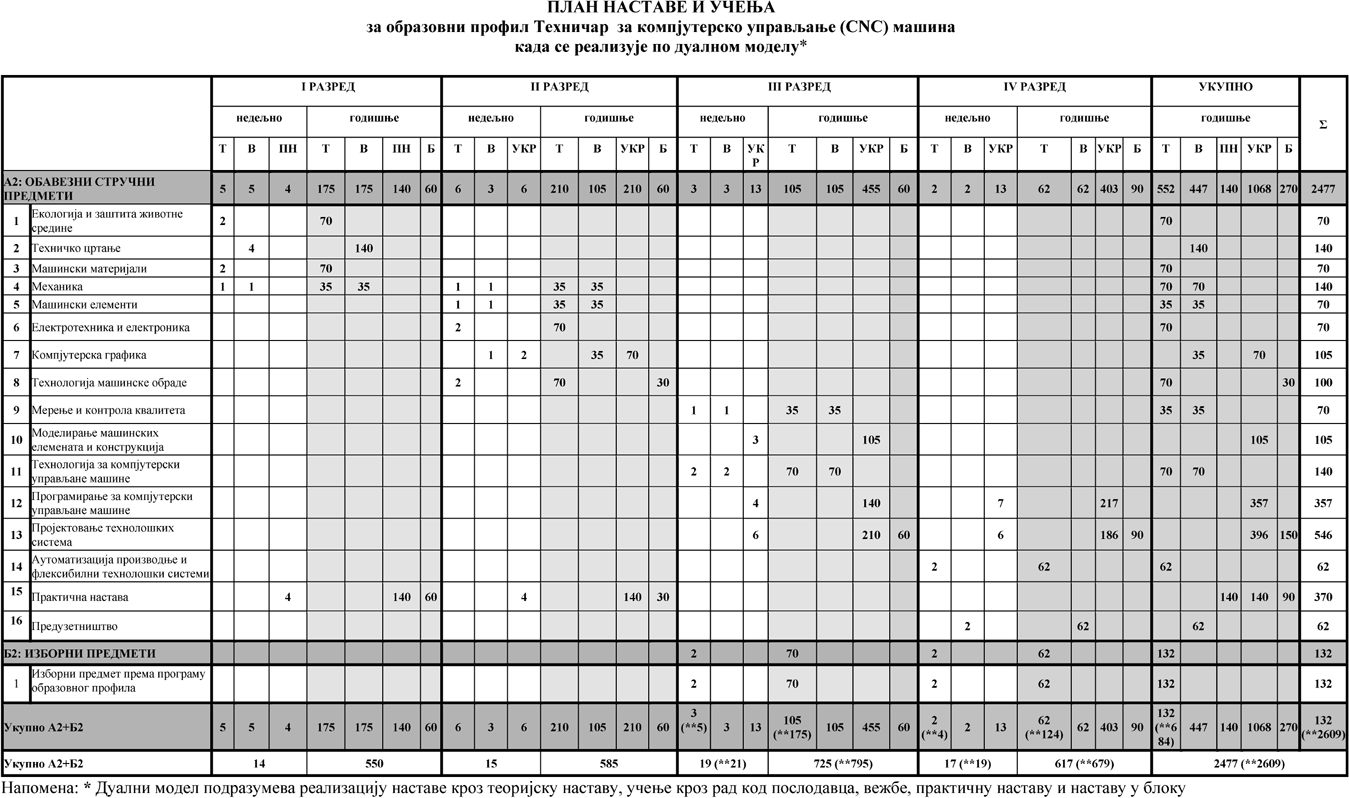 ПЛАН НАСТАВЕ И УЧЕЊА
за образовни профил Техничар за компјутерско управљање (CNC) машина
када се реализује по дуалном моделу*
I РАЗРЕД II РАЗРЕД III РАЗРЕД IV РАЗРЕД УКУПНО Σ
недељно годишње недељно годишње недељно годишње недељно годишње годишње
Т В ПН Т В ПН Б Т В УКР Т В УКР Б Т В УКР Т В УКР Б Т В УКР Т В УКР Б Т В ПН УКР Б
А2: ОБАВЕЗНИ СТРУЧНИ ПРЕДМЕТИ 5 5 4 175 175 140 60 6 3 6 210 105 210 60 3 3 13 105 105 455 60 2 2 13 62 62 403 90 552 447 140 1068 270 2477
1 Екологија и заштита животне средине 2 70 70 70
2 Техничко цртање 4 140 140 140
3 Машински материјали 2 70 70 70
4 Механика 1 1 35 35 1 1 35 35 70 70 140
5 Машински елементи 1 1 35 35 35 35 70
6 Електротехника и електроника 2 70 70 70
7 Компјутерска графика 1 2 35 70 35 70 105
8 Технологија машинске обраде 2 70 30 70 30 100
9 Мерење и контрола квалитета 1 1 35 35 35 35 70
10 Моделирање машинских елемената и конструкција 3 105 105 105
11 Технологија за компјутерски управљане машине 2 2 70 70 70 70 140
12 Програмирање за компјутерски управљане машине 4 140 7 217 357 357
13 Пројектовање технолошких система 6 210 60 6 186 90 396 150 546
14 Аутоматизација производње и флексибилни технолошки системи 2 62 62 62
15 Практична настава 4 140 60 4 140 30 140 140 90 370
16 Предузетништво 2 62 62 62
Б2: ИЗБОРНИ ПРЕДМЕТИ 2 70 2 62 132 132
1 Изборни предмет према програму образовног профила 2 70 2 62 132 132
Укупно А2+Б2 5 5 4 175 175 140 60 6 3 6 210 105 210 60 3 (**5) 3 13 105 (**175) 105 455 60 2 (**4) 2 13 62 (**124) 62 403 90 132 (**684) 447 140 1068 270 132 (**2609)
Укупно А2+Б2 14 550 15 585 19 (**21) 725 (**795) 17 (**19) 617 (**679) 2477 (**2609)
Напомена: * Дуални модел подразумева реализацију наставе кроз теоријску наставу, учење кроз рад код послодавца, вежбе, практичну наставу и наставу у блоку